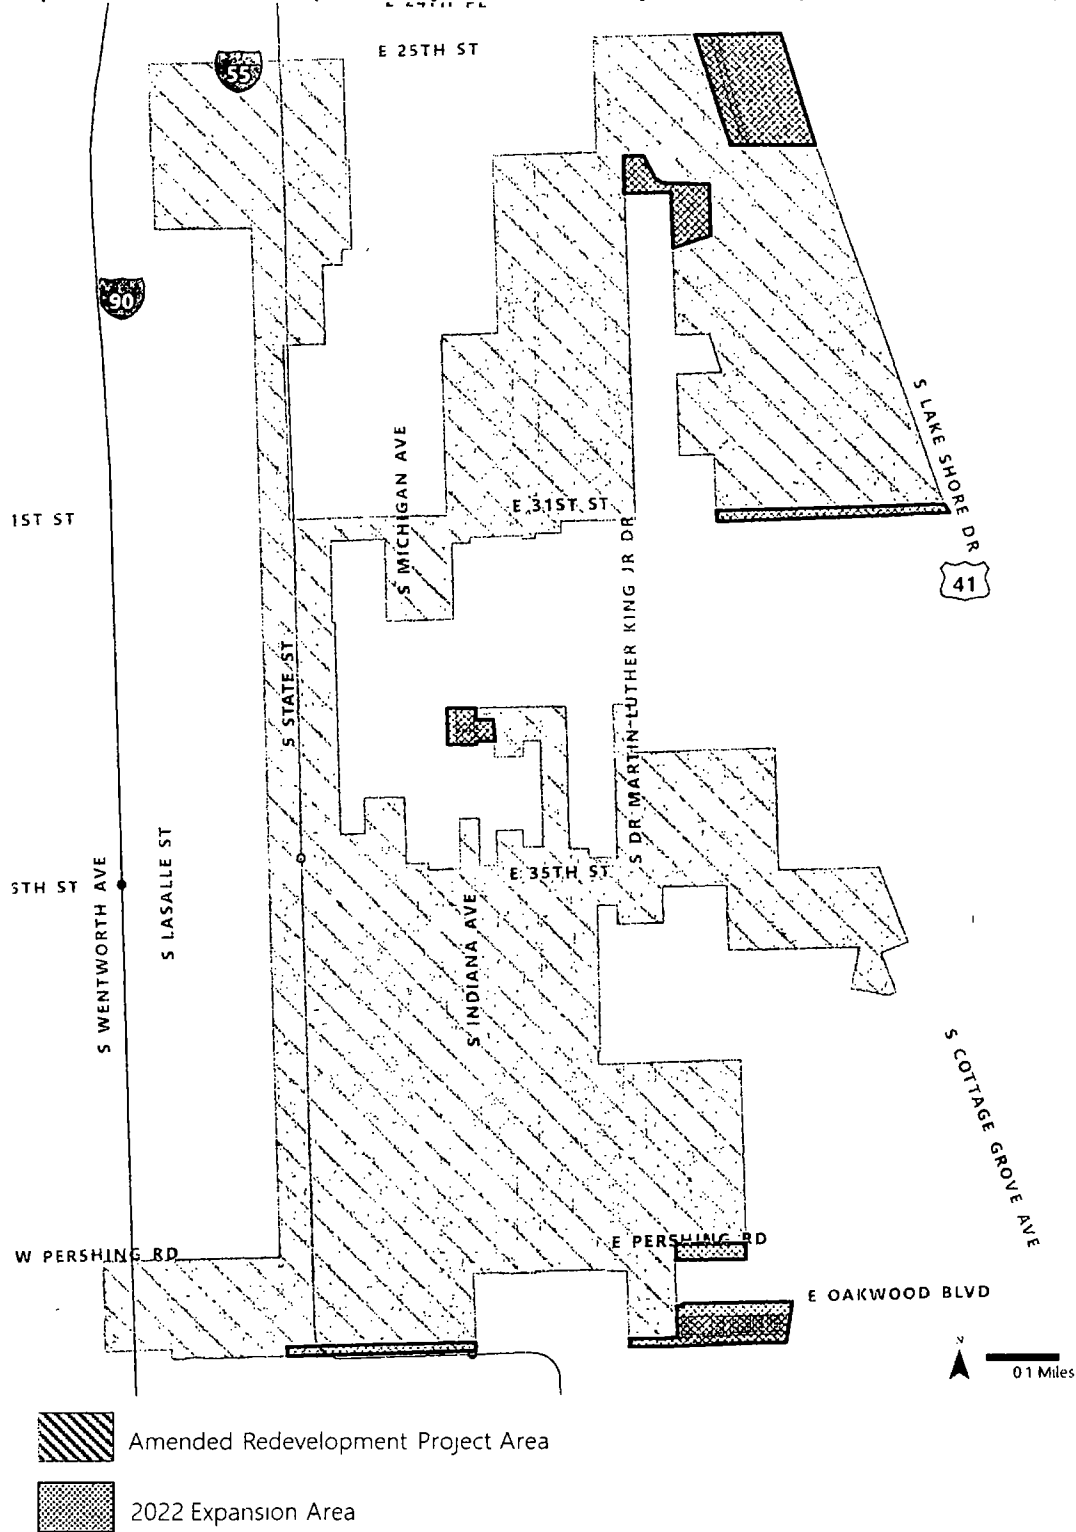 E 25TH ST
55
90
S LAKE SHORE DR
S MICHIGAN AVE
E 31ST ST
1ST ST
S DR MARTIN LUTHER KING JR DR
41
S STATE ST
S LASALLE ST
E 35TH ST
5TH ST
S WENTWORTH AVE
S INDIANA AVE
S COTTAGE GROVE AVE
E PERSHING RD
W PERSHING RD
E OAKWOOD BLVD
N
01 Miles
Amended Redevelopment Project Area
2022 Expansion Area